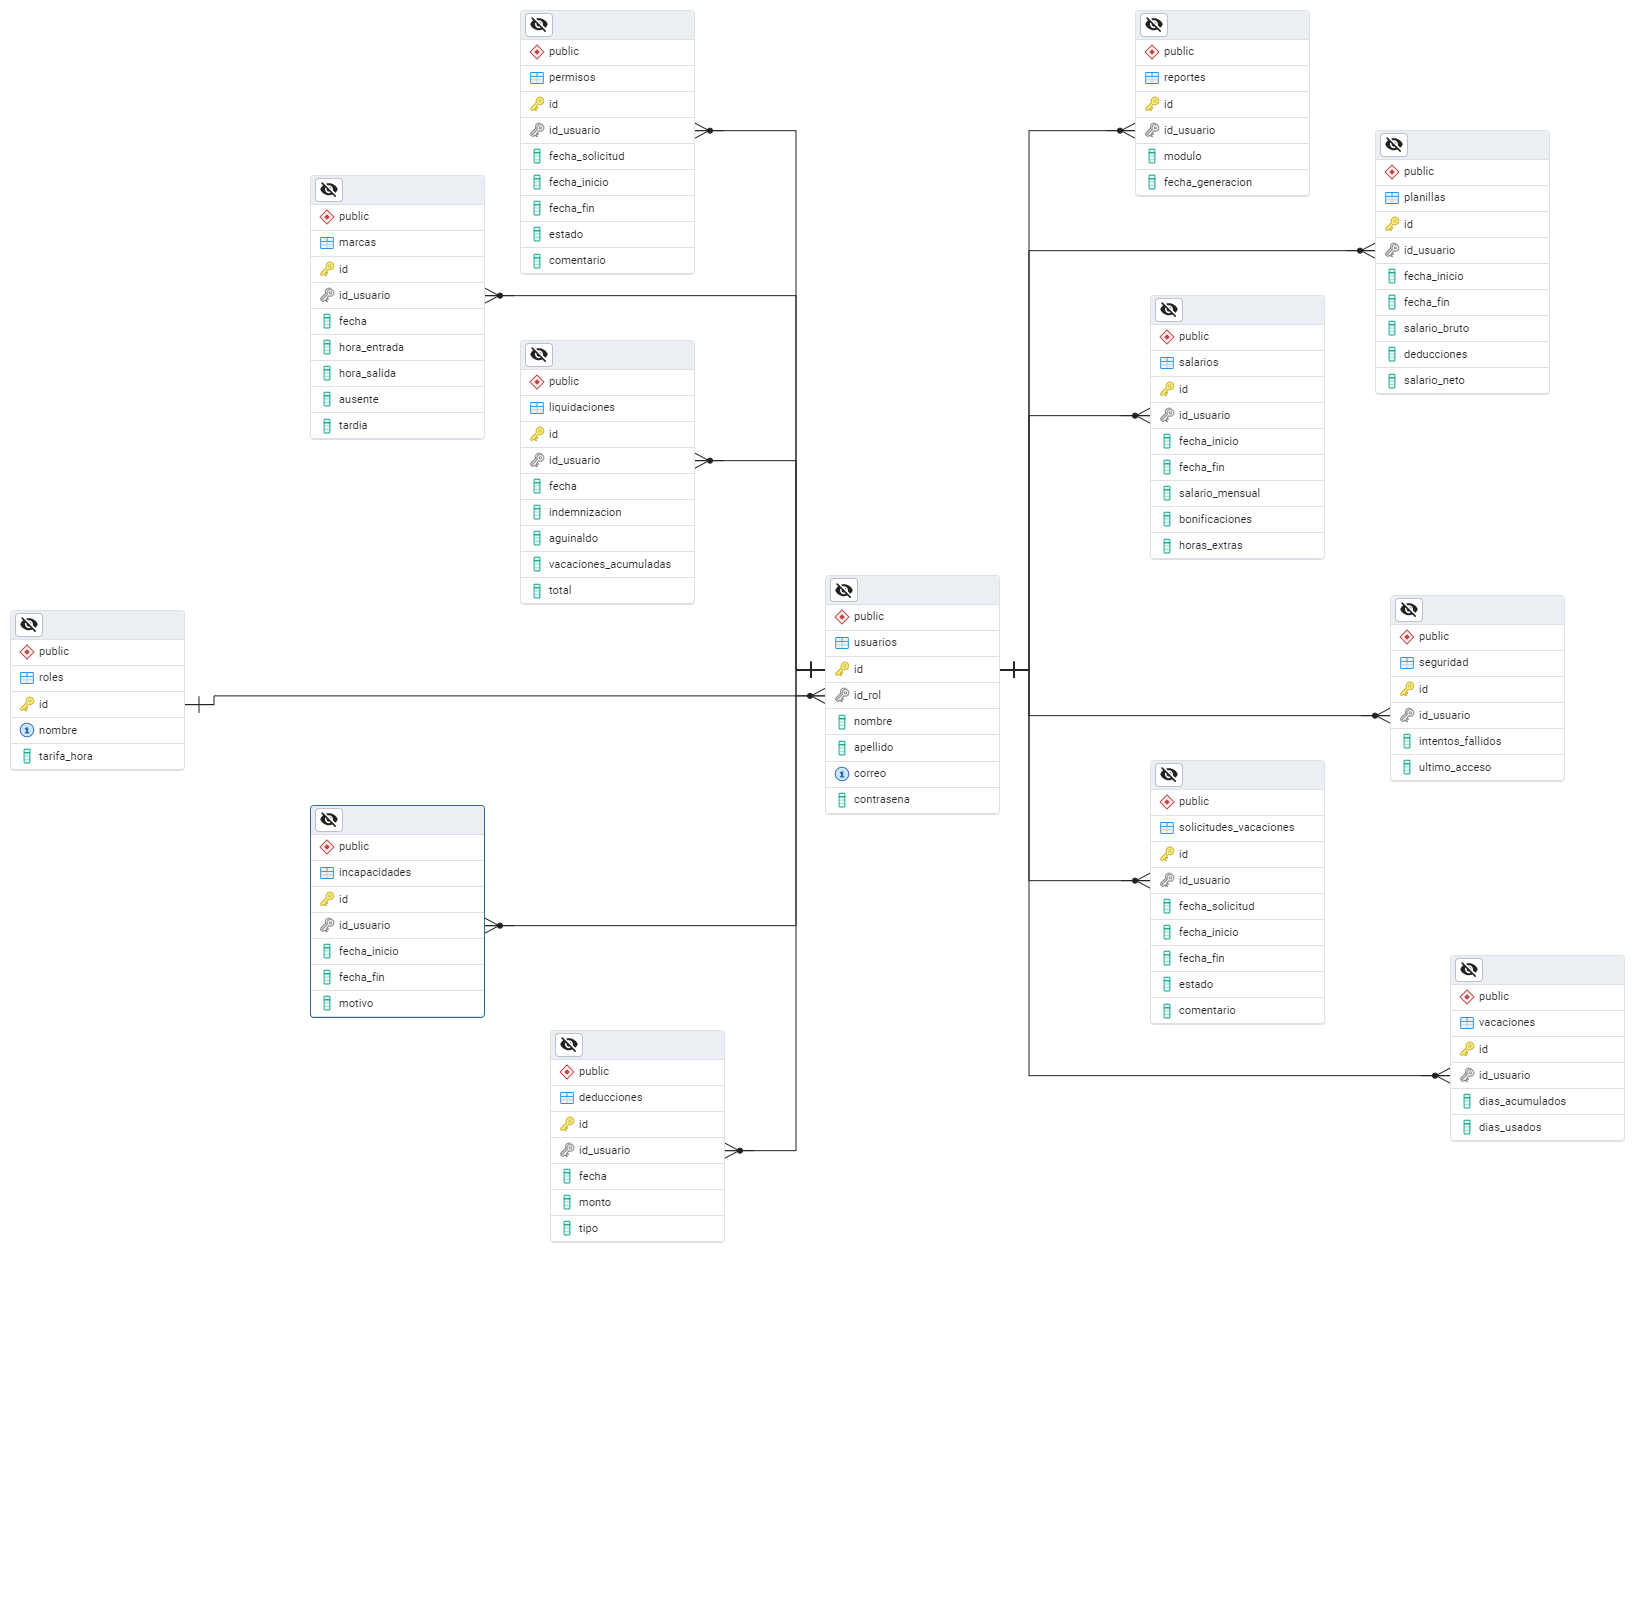 public
permisos
id
id_usuario
fecha_solicitud
fecha_inicio
fecha_fin
estado
comentario
public
reportes
id
id_usuario
modulo
fecha_generacion
public
planillas
id
id_usuario
fecha_inicio
fecha_fin
salario_bruto
deducciones
salario_neto
public
marcas
id
id_usuario
fecha
hora_entrada
hora_salida
ausente
tardia
public
salarios
id
id_usuario
fecha_inicio
fecha_fin
salario_mensual
bonificaciones
horas_extras
public
liquidaciones
id
id_usuario
fecha
indemnizacion
aguinaldo
vacaciones_acumuladas
total
public
usuarios
id
id_rol
nombre
apellido
1 correo
contrasena
public
roles
id
1 nombre
tarifa_hora
public
seguridad
id
id_usuario
intentos_fallidos
ultimo_acceso
public
solicitudes_vacaciones
id
id_usuario
fecha_solicitud
fecha_inicio
fecha_fin
estado
comentario
public
incapacidades
id
id_usuario
fecha_inicio
fecha_fin
motivo
public
vacaciones
id
id_usuario
dias_acumulados
dias_usados
public
deducciones
id
id_usuario
fecha
monto
tipo